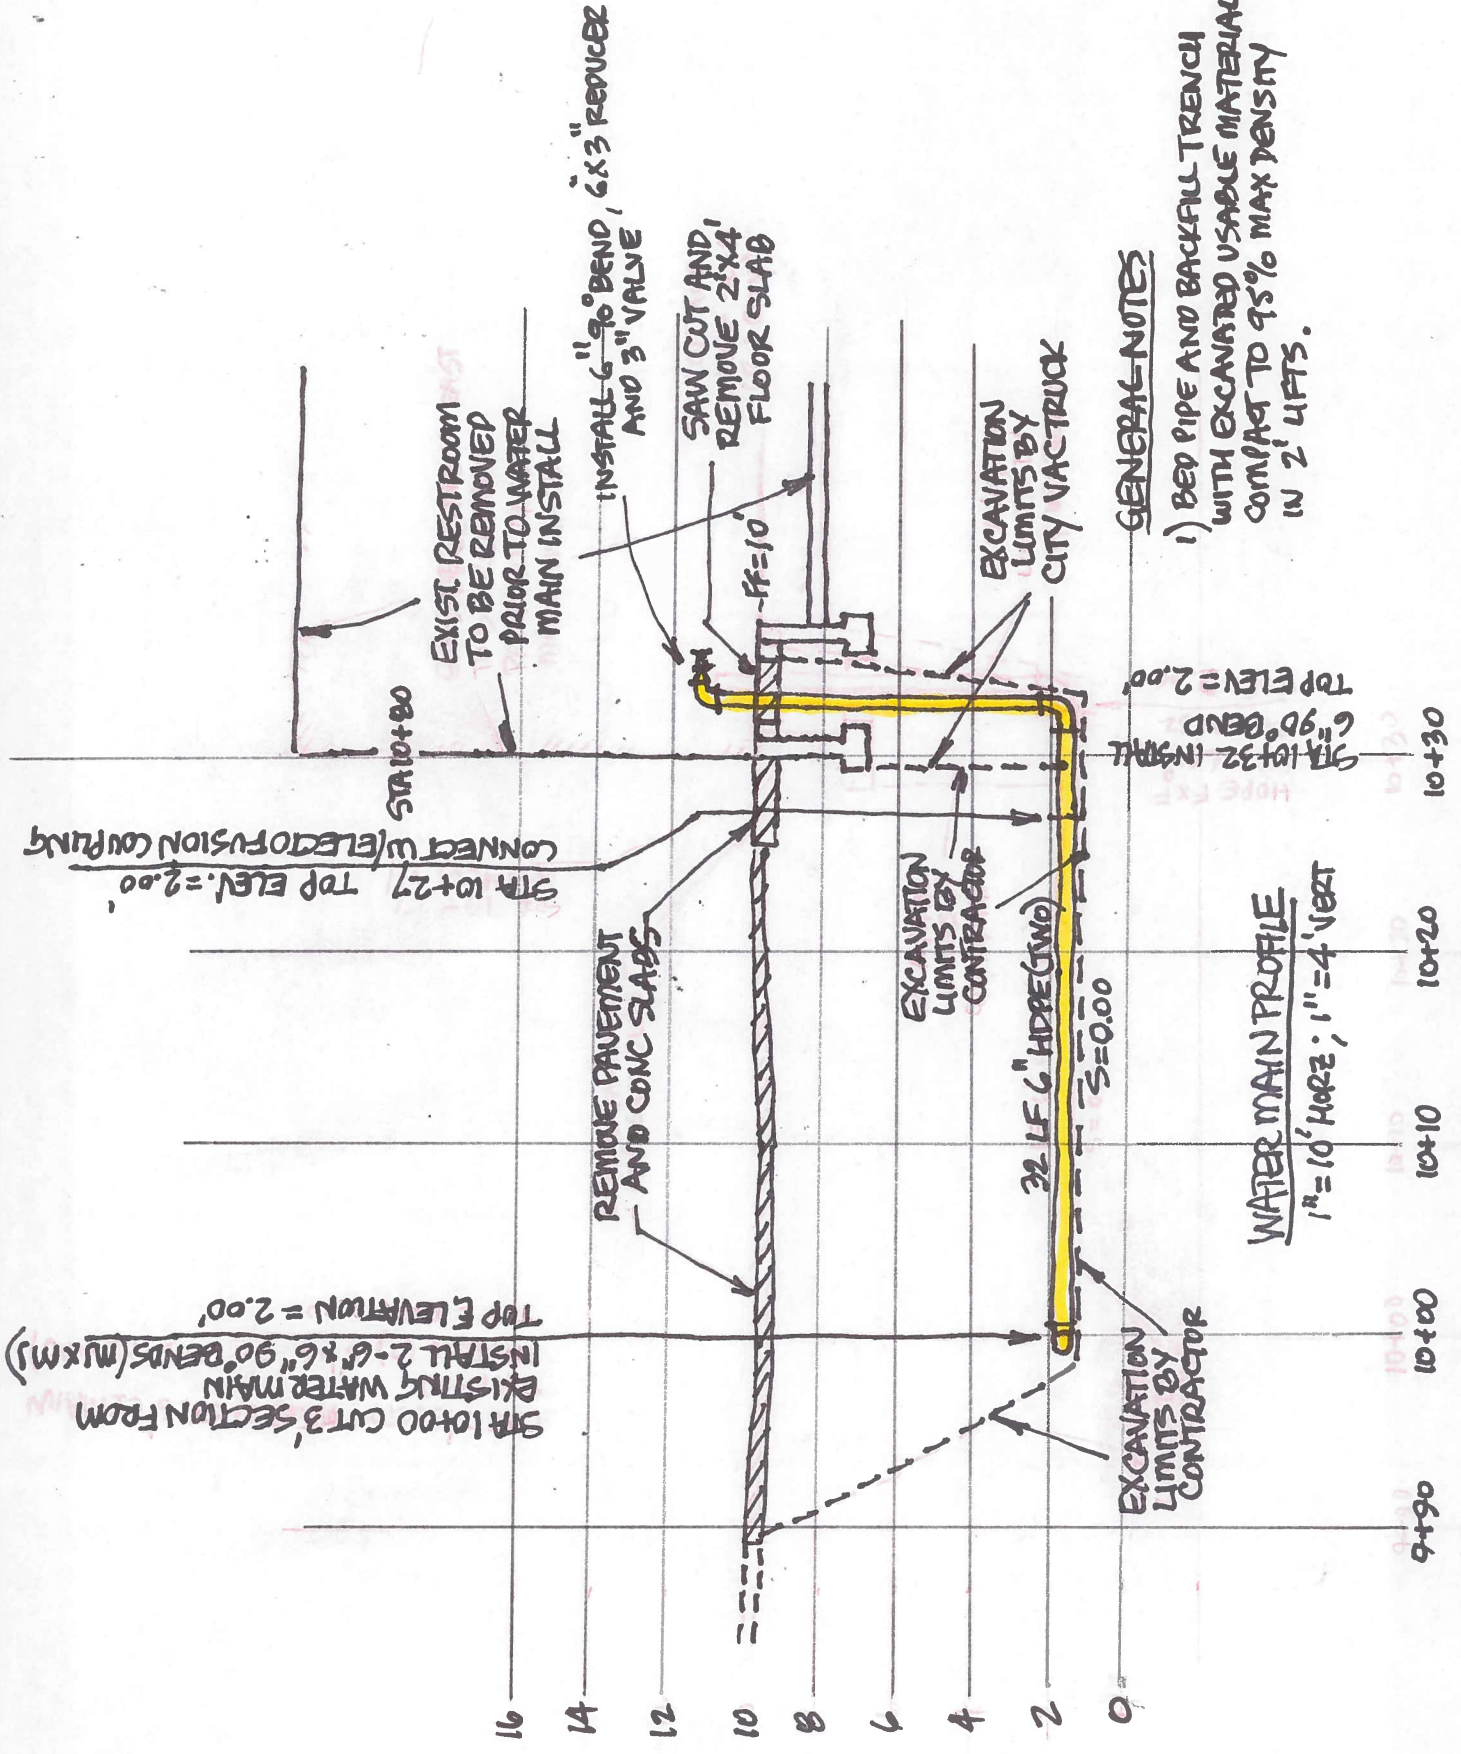 STA 10+00 CUT 3' SECTION FROM
EXISTING WATER MAIN
INSTALL 2-6"x6" 90° BENDS (MJXMJ)
TOP ELEVATION = 2.00'
STA 10+27 TOP ELEV. = 2.00'
CONNECT W/ELECTOFUSION COUPLING
STA 10+30
EXIST. RESTROOM
TO BE REMOVED
PRIOR TO WATER
MAIN INSTALL
INSTALL 6" 90° BEND, 6"X3" REDUCER
AND 3" VALVE
SAW CUT AND
REMOVE 2'X4'
FLOOR SLAB
FF=10'
REMOVE PAVEMENT
AND CONC SLABS
EXCAVATION
LIMITS BY
CONTRACTOR
EXCAVATION
LIMITS BY
CITY VACTRUCK
32 LF 6" HDPE (TWO)
S=0.00
STA 10+32 INSTALL
6" 90° BEND
TOP ELEV = 2.00'
EXCAVATION
LIMITS BY
CONTRACTOR
16
14
12
10
8
6
4
2
0
9+90
10+00
10+10
10+20
10+30
WATER MAIN PROFILE
1"=10' HORZ; 1"=4' VERT
GENERAL NOTES
1) BED PIPE AND BACKFILL TRENCH
WITH EXCAVATED USABLE MATERIAL
COMPACT TO 95% MAX DENSITY
IN 2' LIFTS.